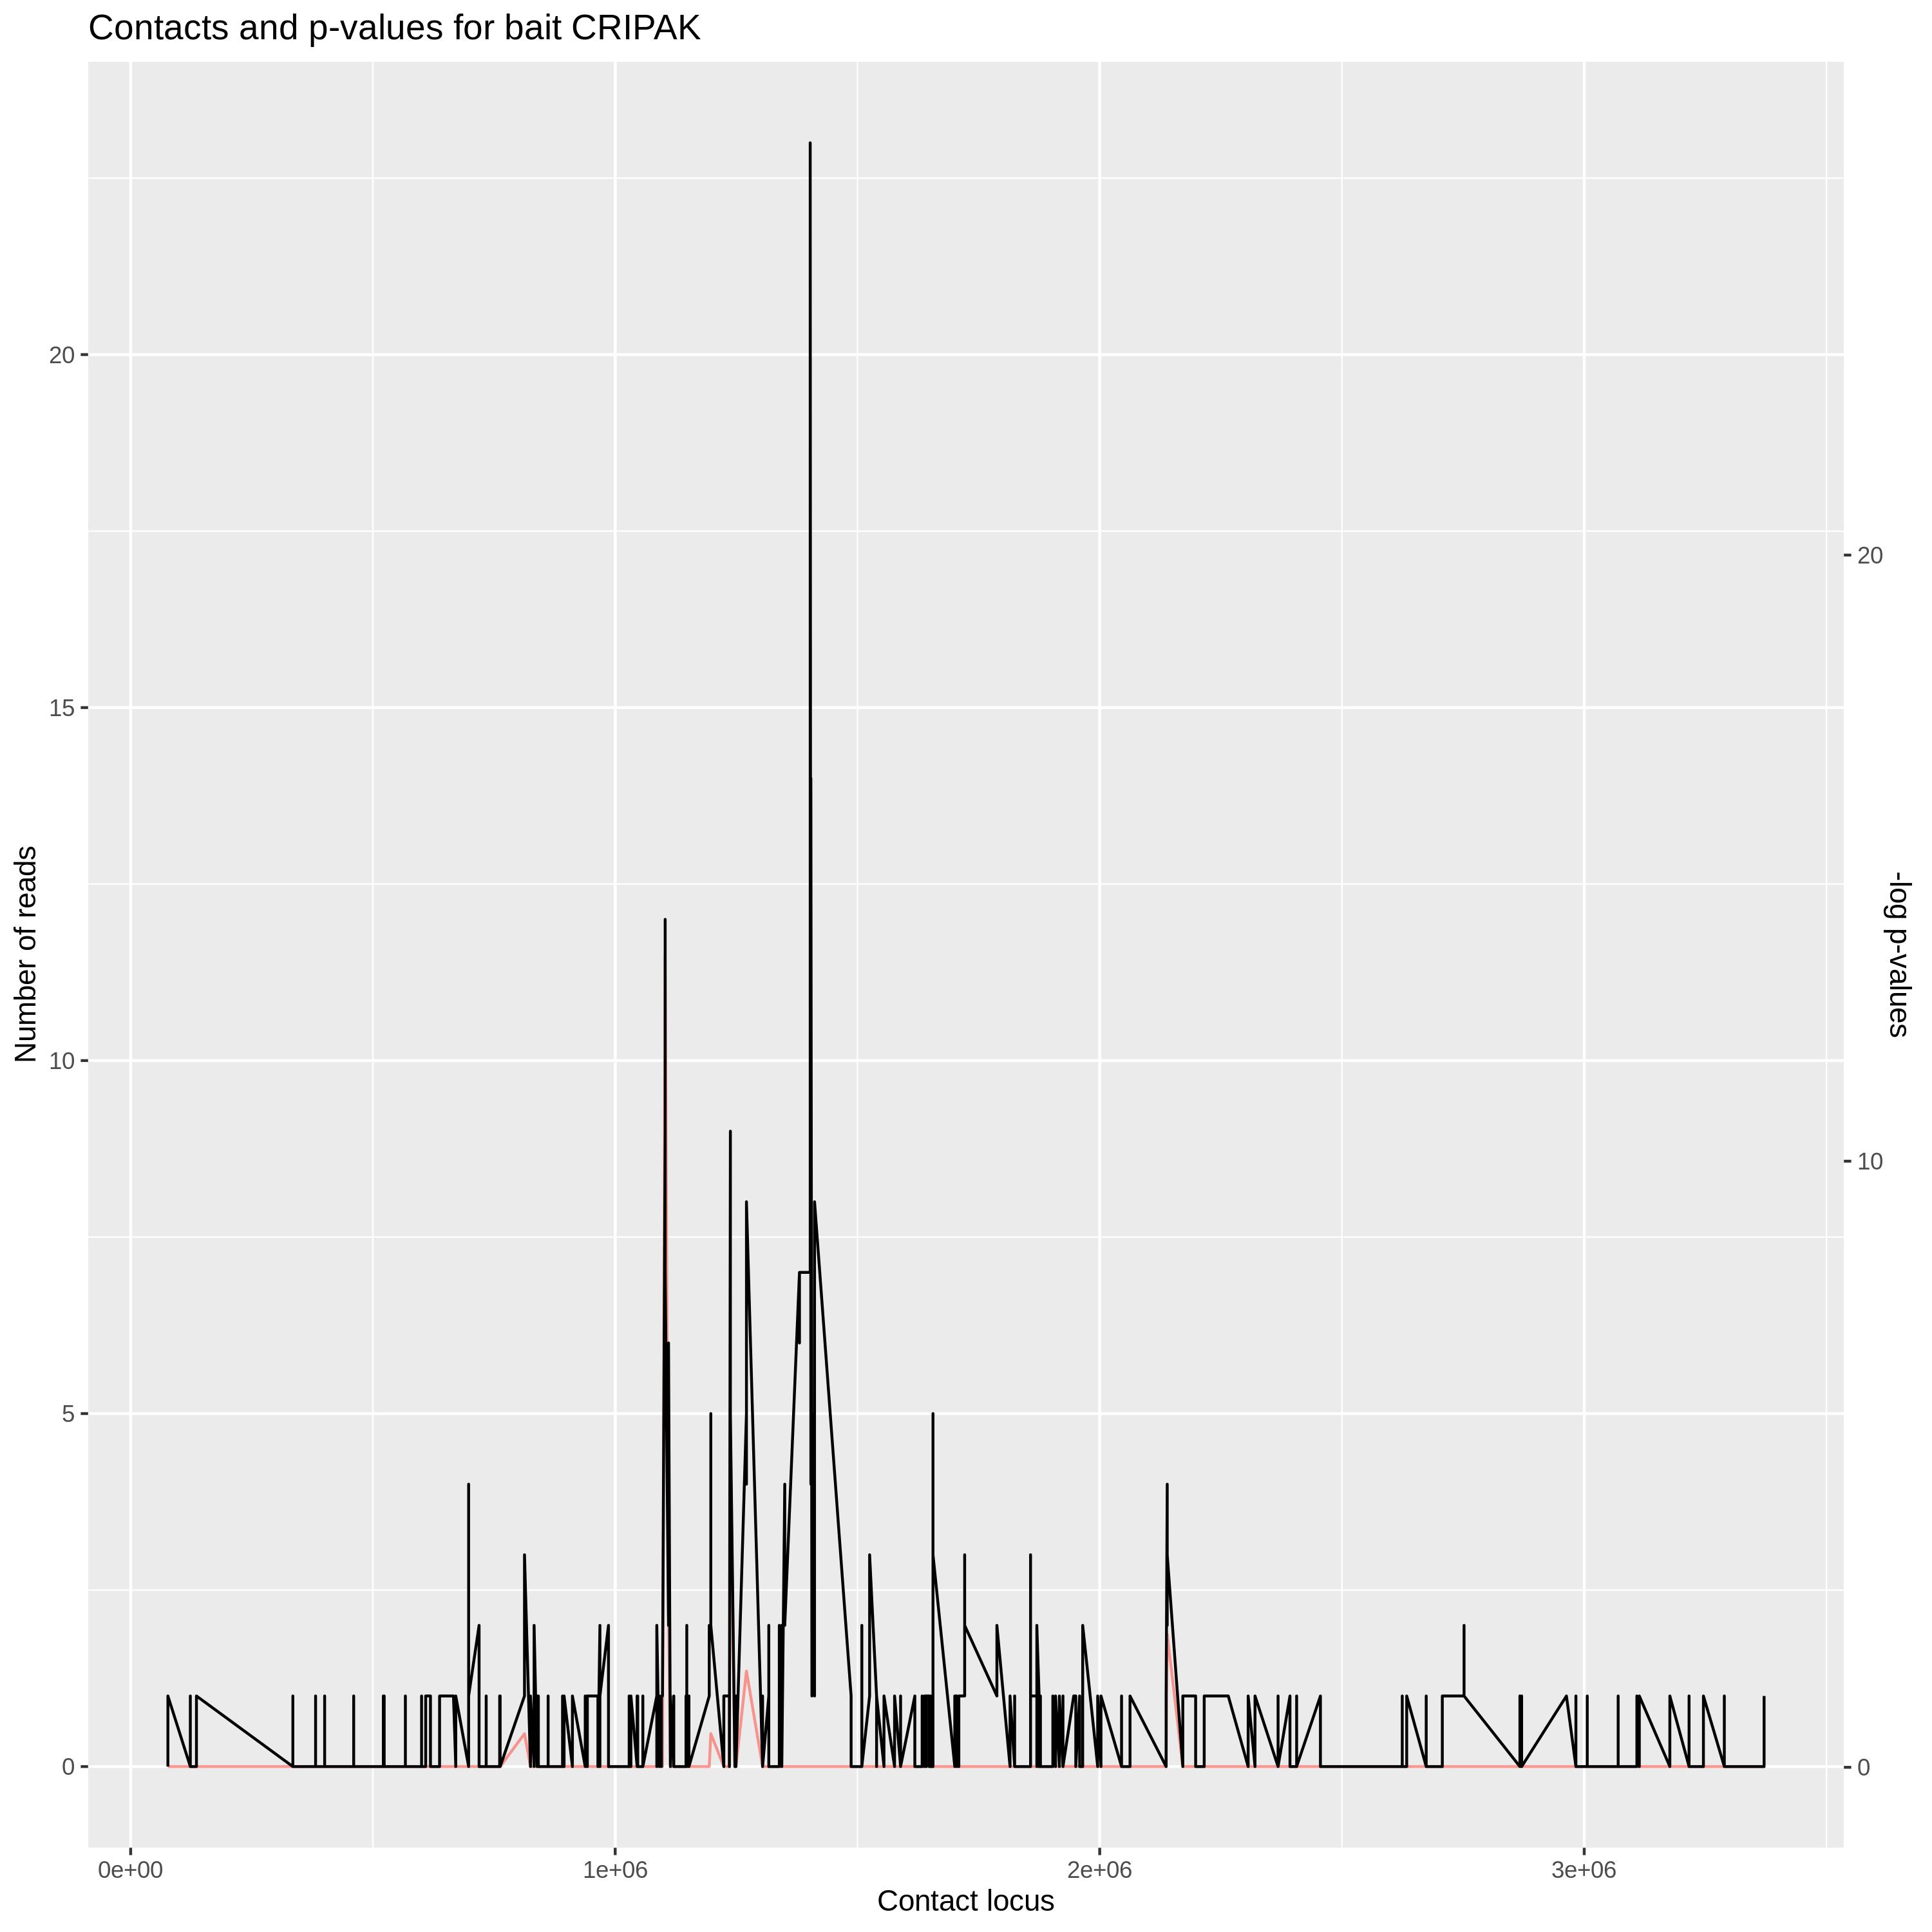 Contacts and p-values for bait CRIPAK
Number of reads
20
15
10
5
0
20
10
0
-log p-values
0e+00 1e+06 2e+06 3e+06
Contact locus